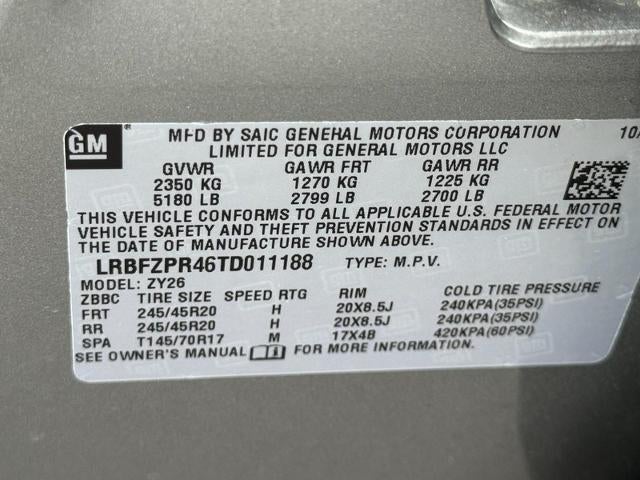 GM
®
MFD BY SAIC GENERAL MOTORS CORPORATION 10/
LIMITED FOR GENERAL MOTORS LLC
GVWR GAWR FRT GAWR RR
2350 KG 1270 KG 1225 KG
5180 LB 2799 LB 2700 LB
THIS VEHICLE CONFORMS TO ALL APPLICABLE U.S. FEDERAL MOTOR
VEHICLE SAFETY AND THEFT PREVENTION STANDARDS IN EFFECT ON
THE DATE OF MANUFACTURE SHOWN ABOVE.
LRBFZPR46TD011188 TYPE: M.P.V.
MODEL: ZY26
ZBBC TIRE SIZE SPEED RTG RIM COLD TIRE PRESSURE
FRT 245/45R20 H 20X8.5J 240KPA(35PSI)
RR 245/45R20 H 20X8.5J 240KPA(35PSI)
SPA T145/70R17 M 17X4B 420KPA(60PSI)
SEE OWNER'S MANUAL FOR MORE INFORMATION.